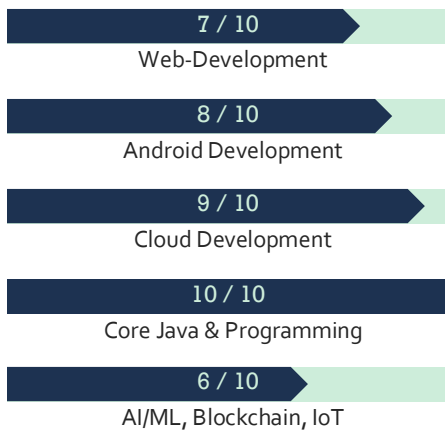 7 / 10
Web-Development
8 / 10
Android Development
9 / 10
Cloud Development
10 / 10
Core Java & Programming
6 / 10
AI/ML, Blockchain, IoT